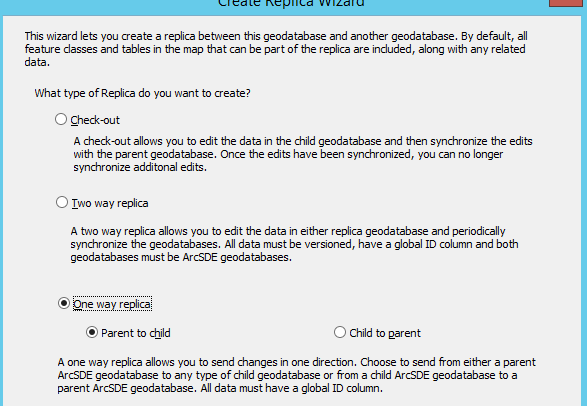 Create Replica Wizard
This wizard lets you create a replica between this geodatabase and another geodatabase. By default, all
feature classes and tables in the map that can be part of the replica are included, along with any related
data.
What type of Replica do you want to create?
Check-out
A check-out allows you to edit the data in the child geodatabase and then synchronize the edits
with the parent geodatabase. Once the edits have been synchronized, you can no longer
synchronize additonal edits.
Two way replica
A two way replica allows you to edit the data in either replica geodatabase and periodically
synchronize the geodatabases. All data must be versioned, have a global ID column and both
geodatabases must be ArcSDE geodatabases.
One way replica
Parent to child
Child to parent
A one way replica allows you to send changes in one direction. Choose to send from either a parent
ArcSDE geodatabase to any type of child geodatabase or from a child ArcSDE geodatabase to a
parent ArcSDE geodatabase. All data must have a global ID column.